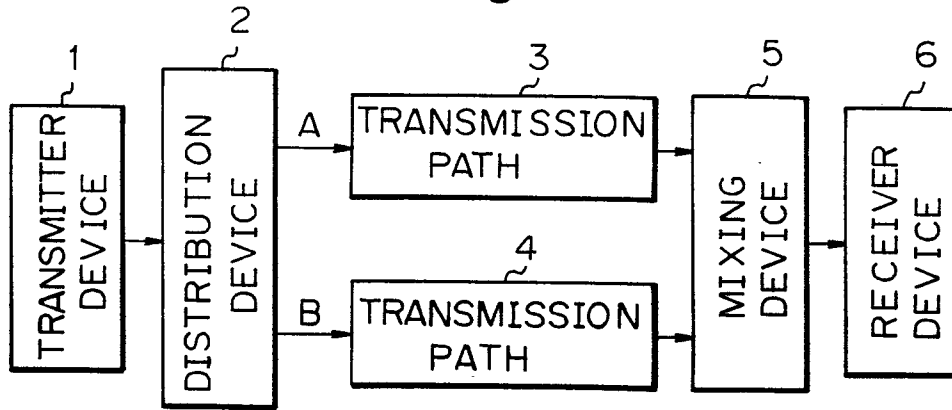 1
TRANSMITTER
DEVICE
2
DISTRIBUTION
DEVICE
A
B
3
TRANSMISSION
PATH
4
TRANSMISSION
PATH
5
MIXING
DEVICE
6
RECEIVER
DEVICE